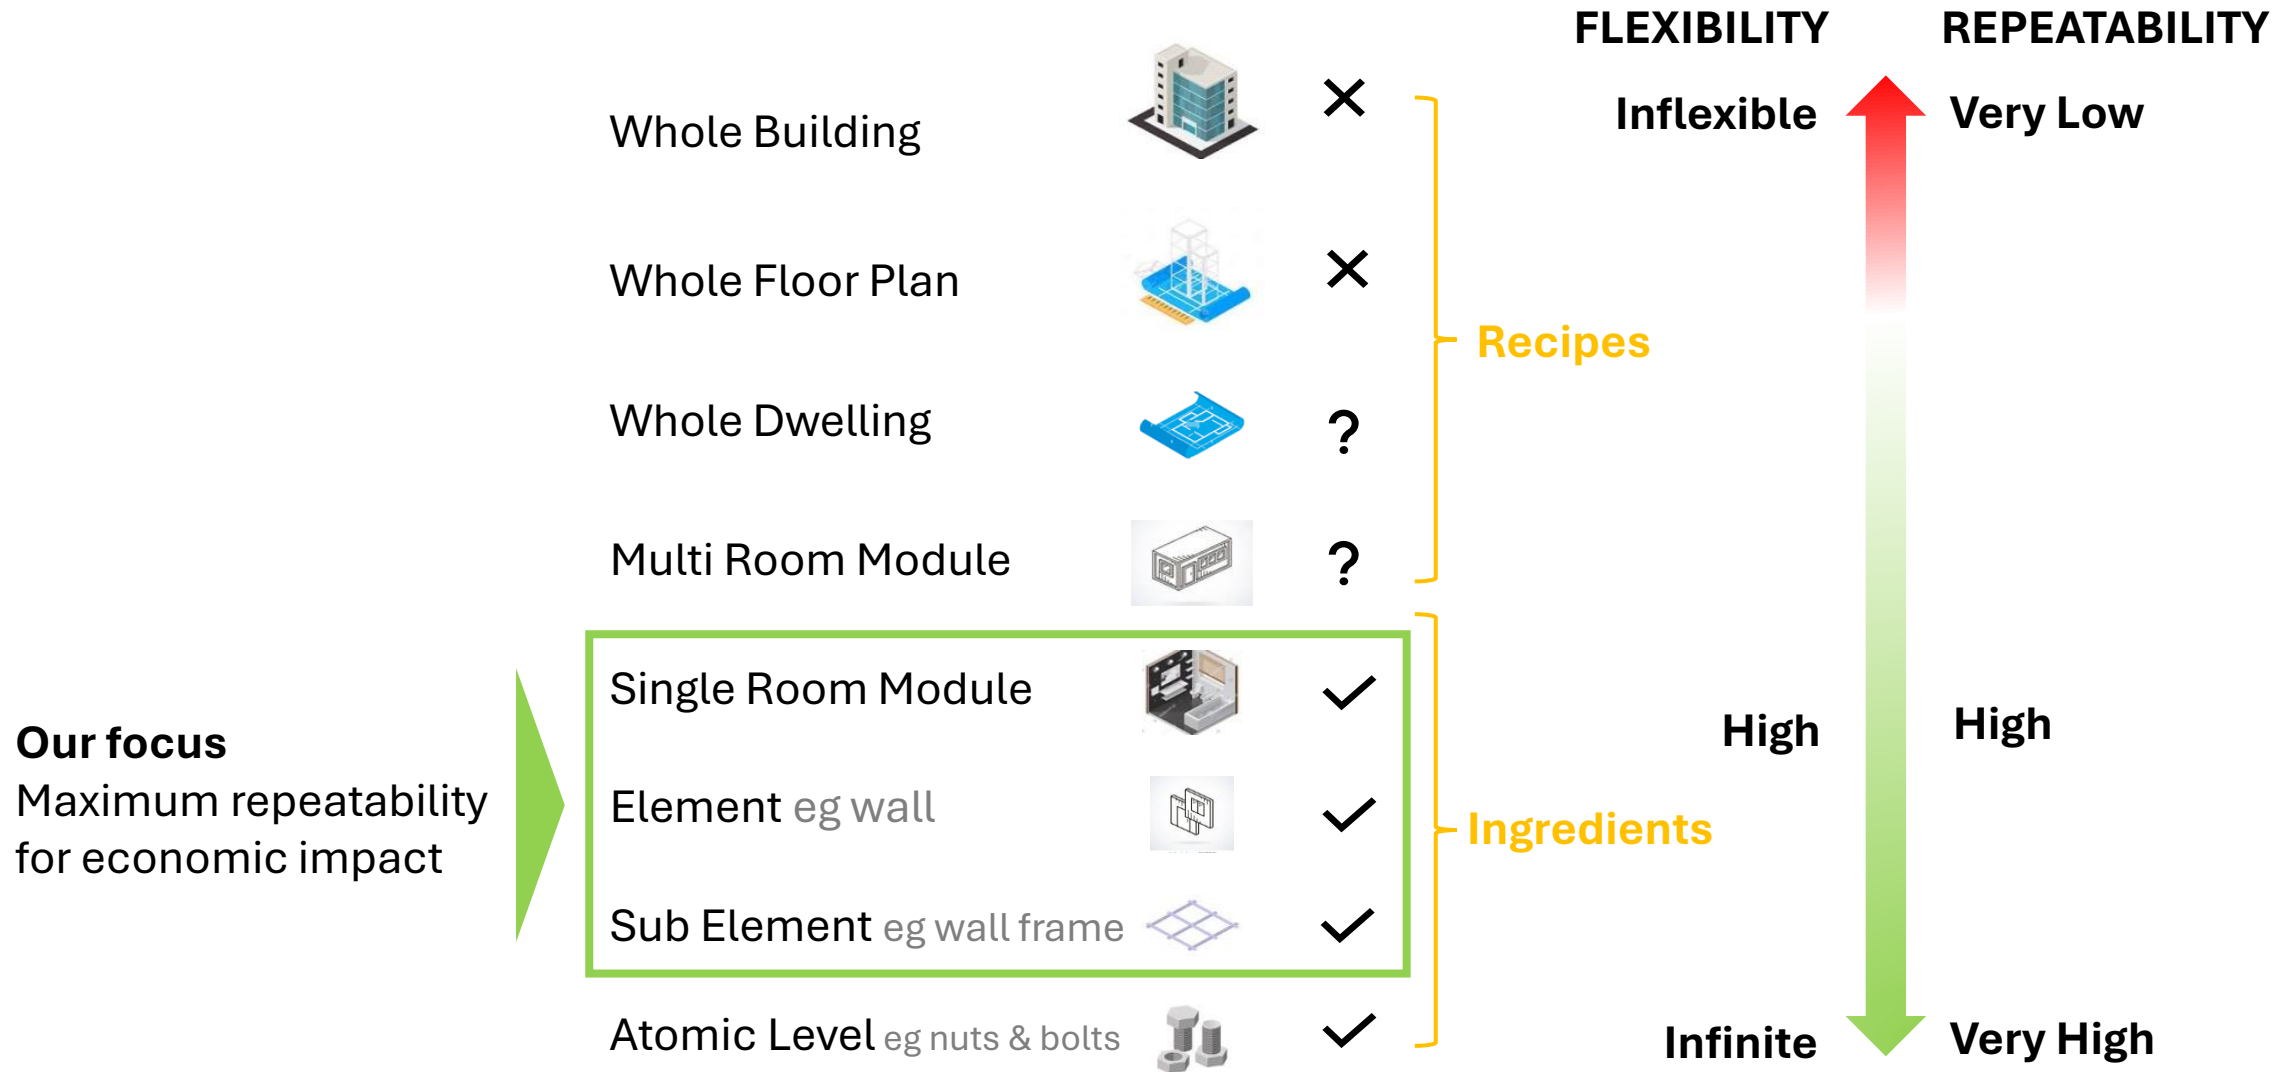 FLEXIBILITY
REPEATABILITY
Inflexible
Very Low
Whole Building
Whole Floor Plan
Recipes
Whole Dwelling
?
Multi Room Module
?
Single Room Module
High
High
Our focus
Maximum repeatability
for economic impact
Element eg wall
Ingredients
Sub Element eg wall frame
Atomic Level eg nuts & bolts
Infinite
Very High